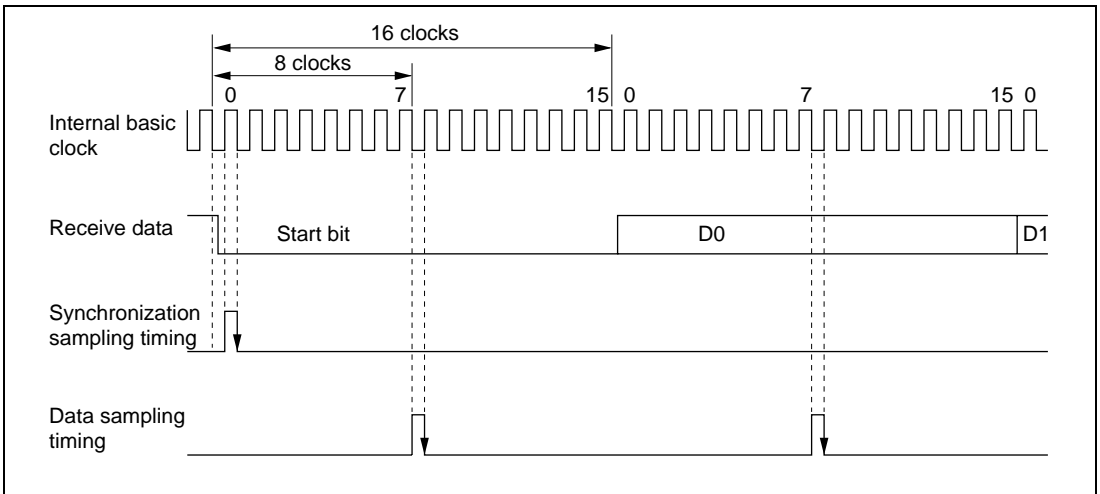 16 clocks
8 clocks
0 7 15 0 7 15 0
Internal basic
clock
Receive data
Start bit
D0
D1
Synchronization
sampling timing
Data sampling
timing